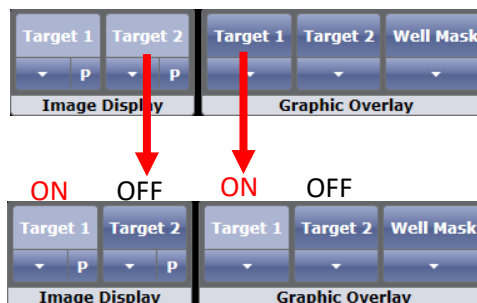 Target 1 Target 2 Target 1 Target 2 Well Mask
P P
Image Display Graphic Overlay
ON OFF ON OFF
Target 1 Target 2 Target 1 Target 2 Well Mask
P P
Image Display Graphic Overlay